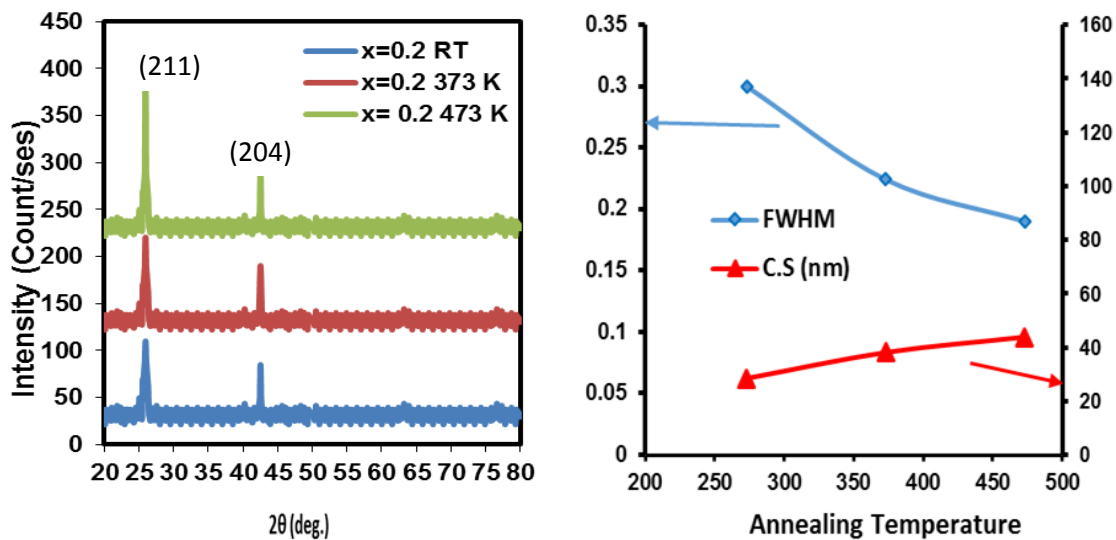 450
400
350
300
250
200
150
100
50
0
Intensity (Count/ses)
x=0.2 RT
x=0.2 373 K
x= 0.2 473 K
(211)
(204)
20 25 30 35 40 45 50 55 60 65 70 75 80
2θ (deg.)
0.35
0.3
0.25
0.2
0.15
0.1
0.05
0
FWHM
C.S (nm)
160
140
120
100
80
60
40
20
0
200 250 300 350 400 450 500
Annealing Temperature